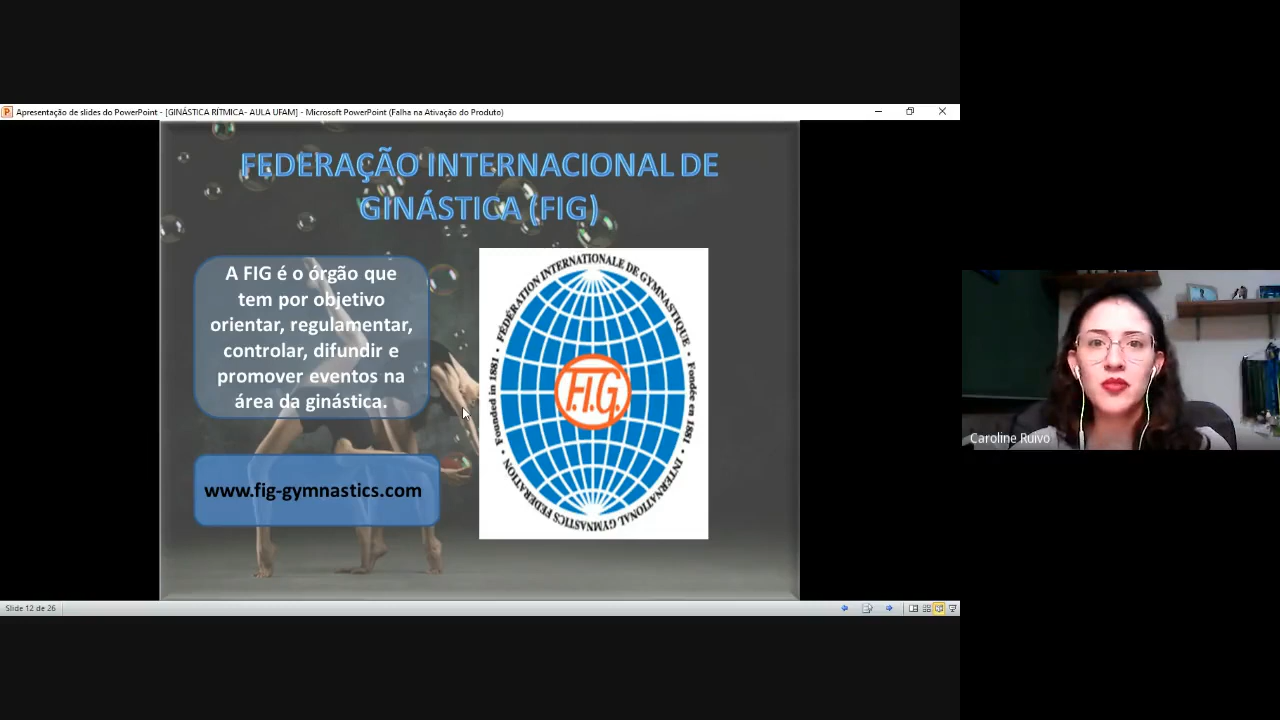 Apresentação de slides do PowerPoint - [GINÁSTICA RÍTMICA- AULA UFAM] - Microsoft PowerPoint (Falha na Ativação do Produto)
FEDERAÇÃO INTERNACIONAL DE
GINÁSTICA (FIG)
A FIG é o órgão que
tem por objetivo
orientar, regulamentar,
controlar, difundir e
promover eventos na
área da ginástica.
www.fig-gymnastics.com
FÉDÉRATION INTERNATIONALE DE GYMNASTIQUE •
Fondée en 1881 •
INTERNATIONAL GYMNASTICS FEDERATION •
Founded in 1881 •
F.I.G.
Caroline Ruivo
Slide 12 de 26